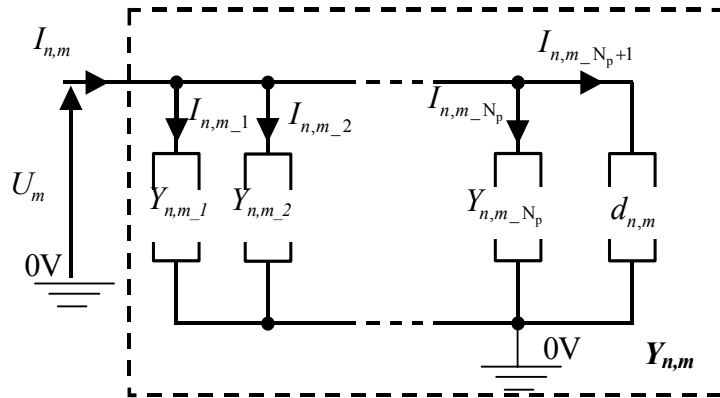 I_{n,m}
I_{n,m_N_p+1}
I_{n,m_1}
I_{n,m_2}
I_{n,m_N_p}
U_m
Y_{n,m_1}
Y_{n,m_2}
Y_{n,m_N_p}
d_{n,m}
0V
0V
Y_{n,m}